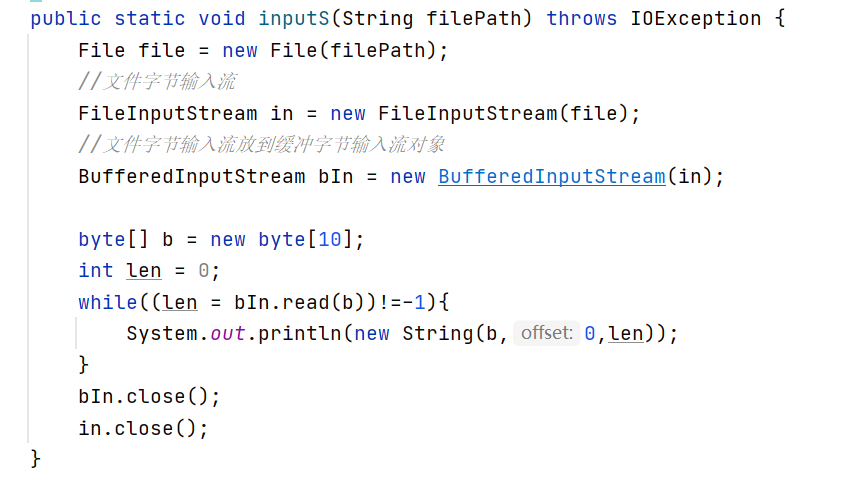 public static void inputS(String filePath) throws IOException {
File file = new File(filePath);
//文件字节输入流
FileInputStream in = new FileInputStream(file);
//文件字节输入流放到缓冲字节输入流对象
BufferedInputStream bIn = new BufferedInputStream(in);
byte[] b = new byte[10];
int len = 0;
while((len = bIn.read(b))!=-1){
System.out.println(new String(b, offset: 0,len));
}
bIn.close();
in.close();
}